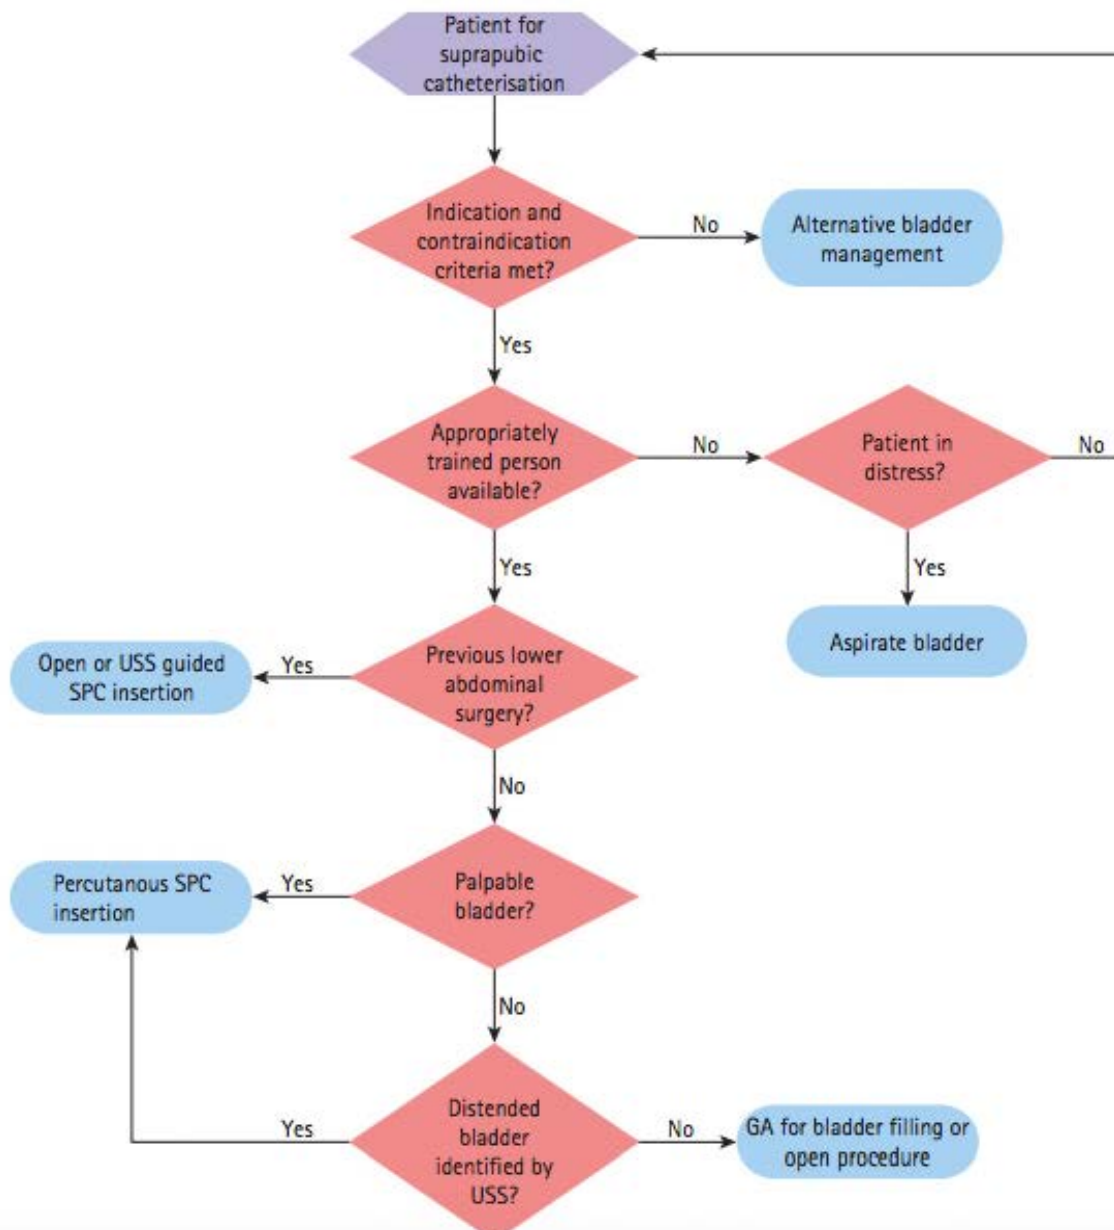 Patient for
suprapubic
catheterisation
Indication and
contraindication
criteria met?
No
Alternative bladder
management
Yes
Appropriately
trained person
available?
No
Patient in
distress?
No
Yes
Yes
Aspirate bladder
Previous lower
abdominal
surgery?
Yes
Open or USS guided
SPC insertion
No
Palpable
bladder?
Yes
Percutanous SPC
insertion
No
Distended
bladder
identified by
USS?
Yes
No
GA for bladder filling or
open procedure